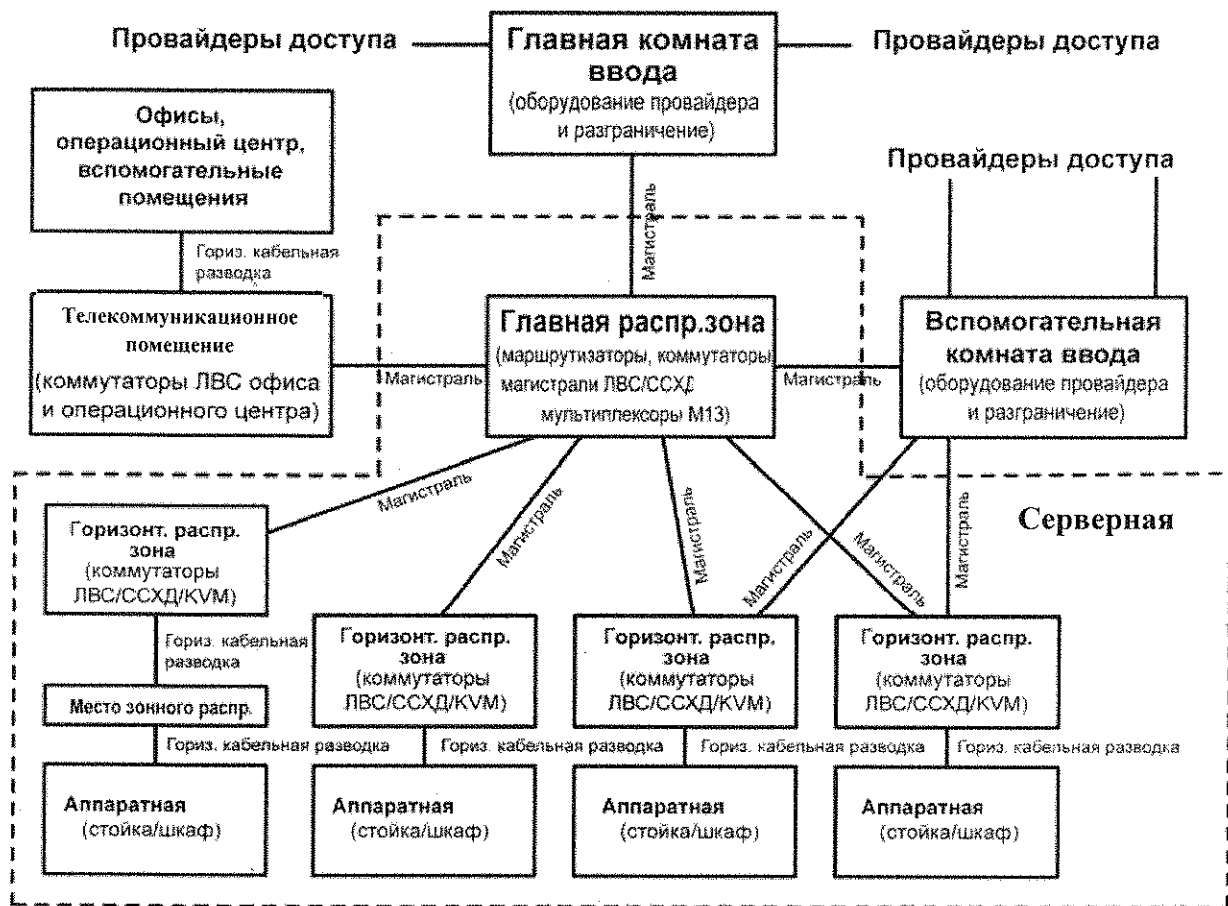 Провайдеры доступа
Главная комната
ввода
(оборудование провайдера
и разграничение)
Провайдеры доступа
Офисы,
операционный центр,
вспомогательные
помещения
Провайдеры доступа
Магистраль
Гориз. кабельная
разводка
Телекоммуникационное
помещение
(коммутаторы ЛВС офиса
и операционного центра)
Магистраль
Главная распр.зона
(маршрутизаторы, коммутаторы
магистрали ЛВС/ССХД
мультиплексоры М13)
Магистраль
Вспомогательная
комната ввода
(оборудование провайдера
и разграничение)
Магистраль
Магистраль
Магистраль
Магистраль
Магистраль
Магистраль
Серверная
Горизонт. распр.
зона
(коммутаторы
ЛВС/ССХД/KVM)
Гориз. кабельная
разводка
Место зонного распр.
Горизонт. распр.
зона
(коммутаторы
ЛВС/ССХД/KVM)
Горизонт. распр.
зона
(коммутаторы
ЛВС/ССХД/KVM)
Горизонт. распр.
зона
(коммутаторы
ЛВС/ССХД/KVM)
Гориз. кабельная разводка
Гориз. кабельная разводка
Гориз. кабельная разводка
Гориз. кабельная разводка
Аппаратная
(стойка/шкаф)
Аппаратная
(стойка/шкаф)
Аппаратная
(стойка/шкаф)
Аппаратная
(стойка/шкаф)